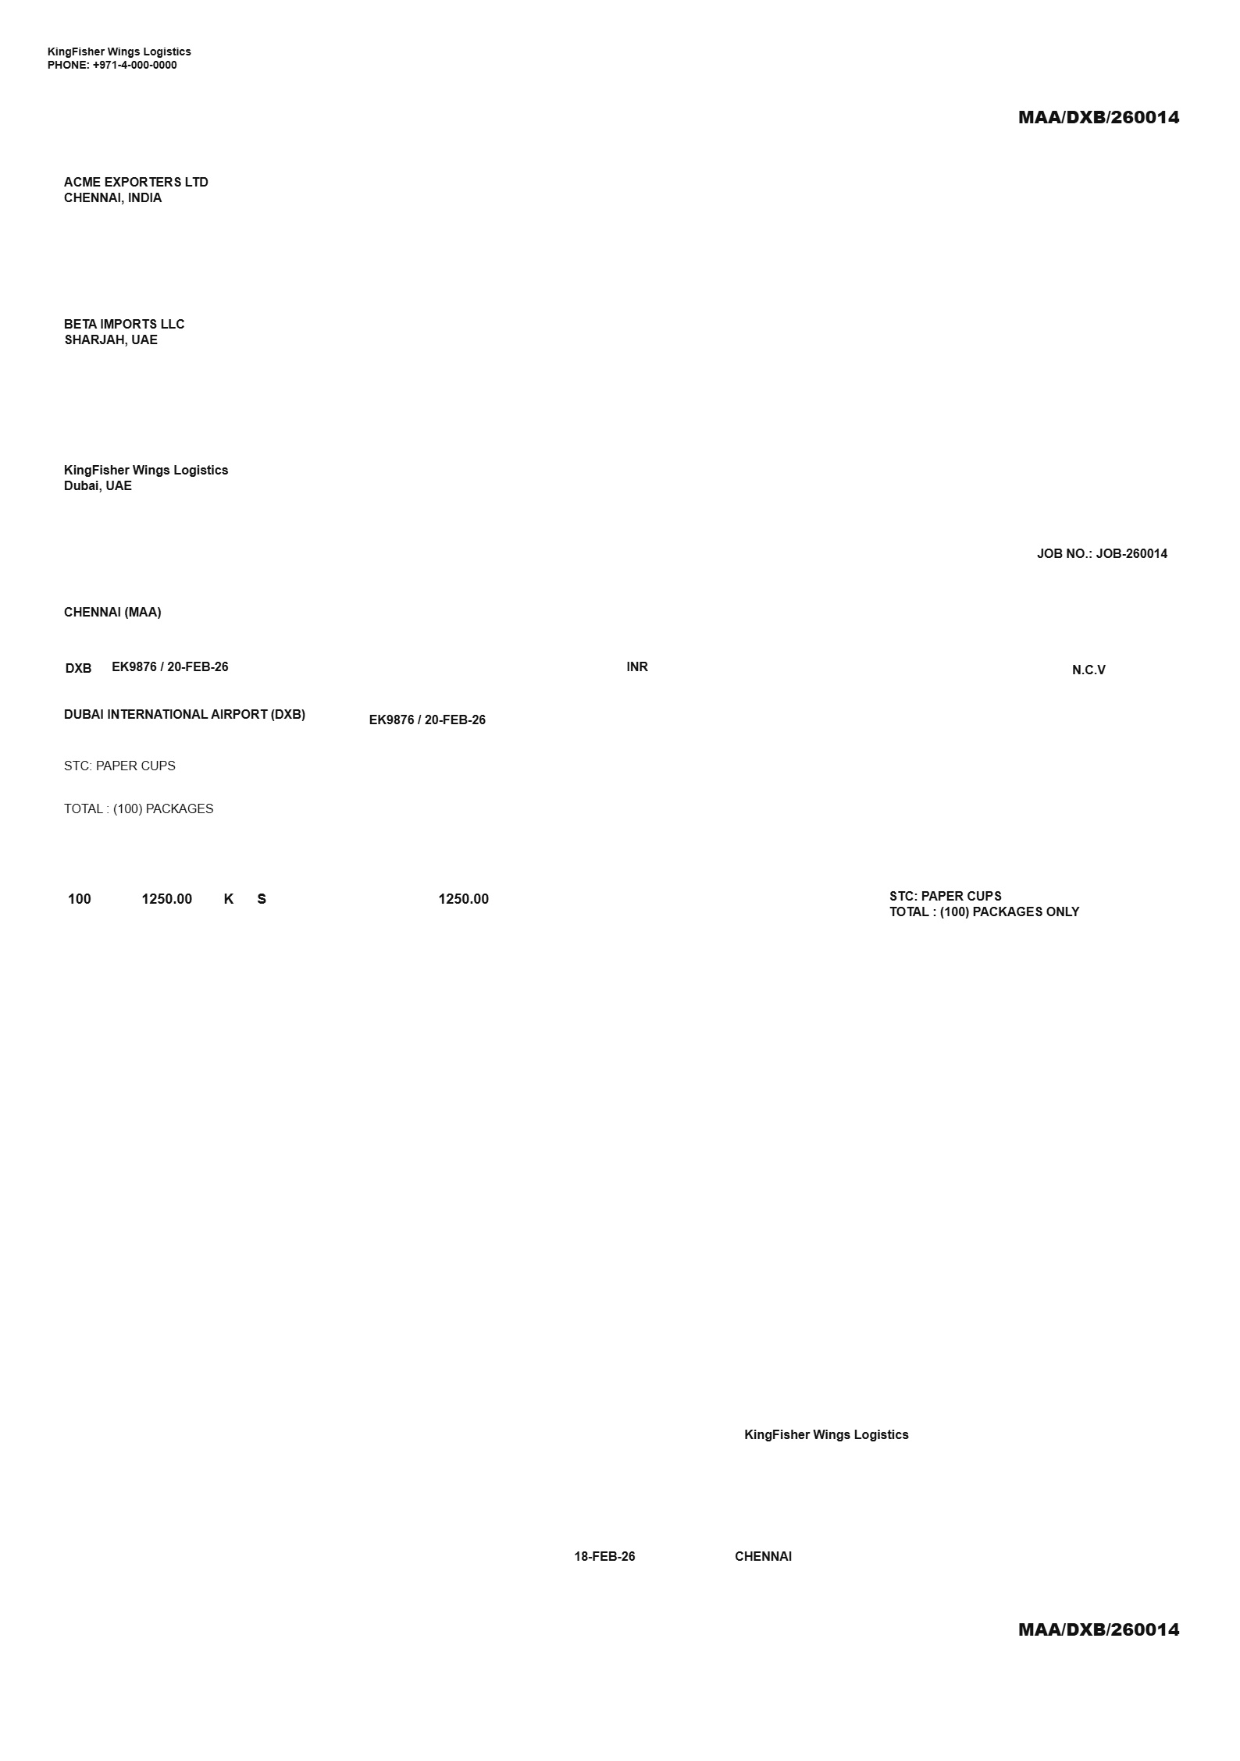 KingFisher Wings Logistics
PHONE: +971-4-000-0000
MAA/DXB/260014
ACME EXPORTERS LTD
CHENNAI, INDIA
BETA IMPORTS LLC
SHARJAH, UAE
KingFisher Wings Logistics
Dubai, UAE
JOB NO.: JOB-260014
CHENNAI (MAA)
DXB EK9876 / 20-FEB-26 INR N.C.V
DUBAI INTERNATIONAL AIRPORT (DXB) EK9876 / 20-FEB-26
STC: PAPER CUPS
TOTAL : (100) PACKAGES
100 1250.00 K S 1250.00 STC: PAPER CUPS
TOTAL : (100) PACKAGES ONLY
KingFisher Wings Logistics
18-FEB-26 CHENNAI
MAA/DXB/260014